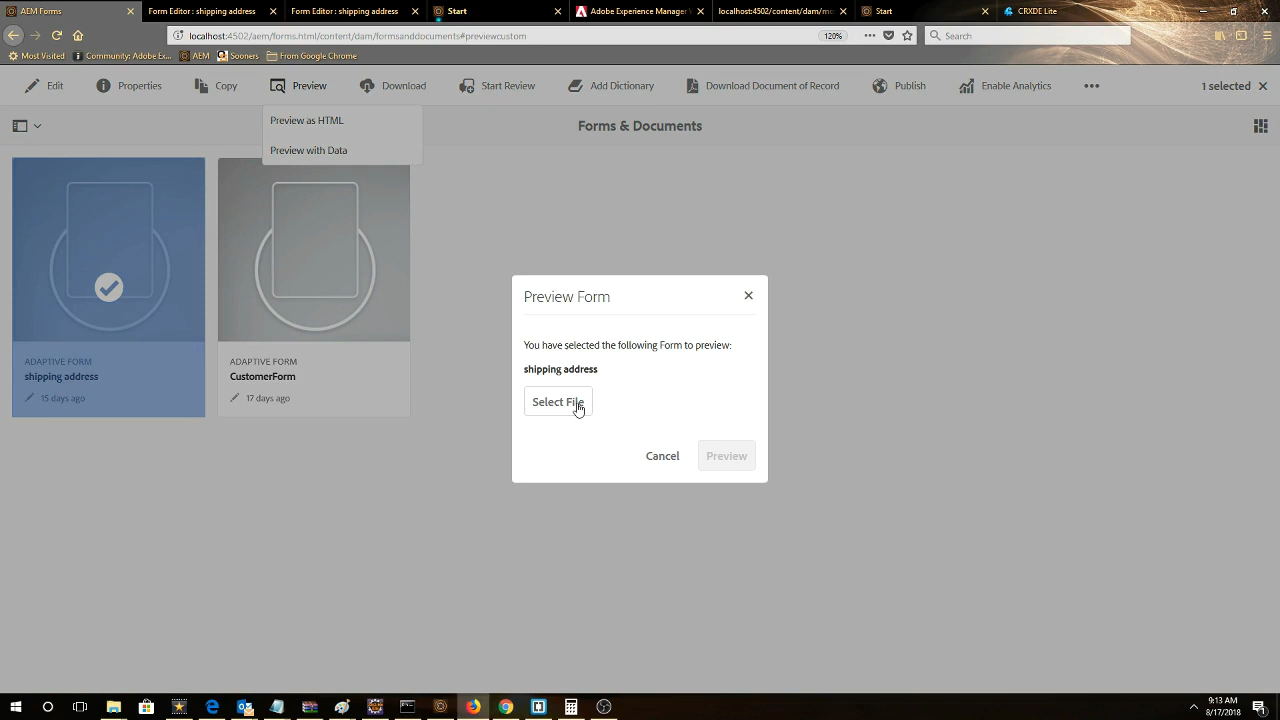 AEM Forms
Form Editor : shipping address
Form Editor : shipping address
Start
Adobe Experience Manager
localhost:4502/content/dam/
Start
CRXDE Lite
localhost:4502/aem/forms.html/content/dam/formsanddocuments#previewcustom
120%
Search
Most Visited
Community: Adobe Ex...
AEM
Sooners
From Google Chrome
Edit
Properties
Copy
Preview
Download
Start Review
Add Dictionary
Download Document of Record
Publish
Enable Analytics
1 selected
Preview as HTML
Preview with Data
Forms & Documents
ADAPTIVE FORM
shipping address
15 days ago
ADAPTIVE FORM
CustomerForm
17 days ago
Preview Form
You have selected the following Form to preview:
shipping address
Select File
Cancel
Preview
9:13 AM
8/17/2018